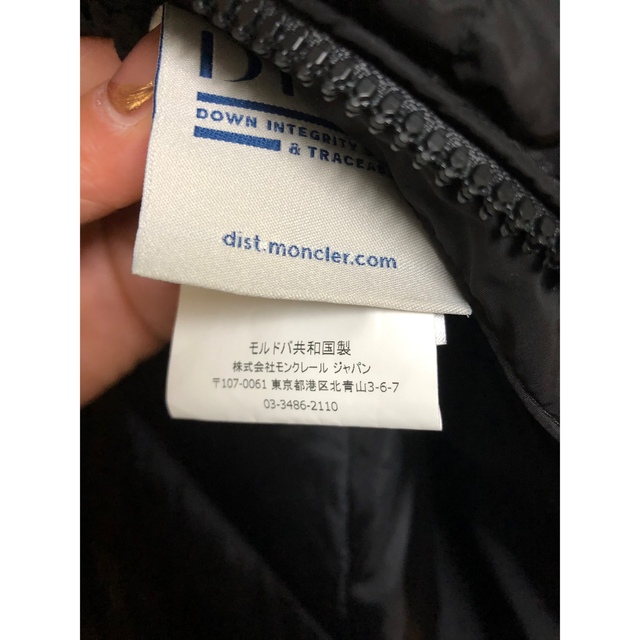 DOWN INTEGRITY
& TRACEAB
dist.moncler.com
モルドバ共和国製
株式会社モンクレール ジャパン
〒107-0061 東京都港区北青山3-6-7
03-3486-2110